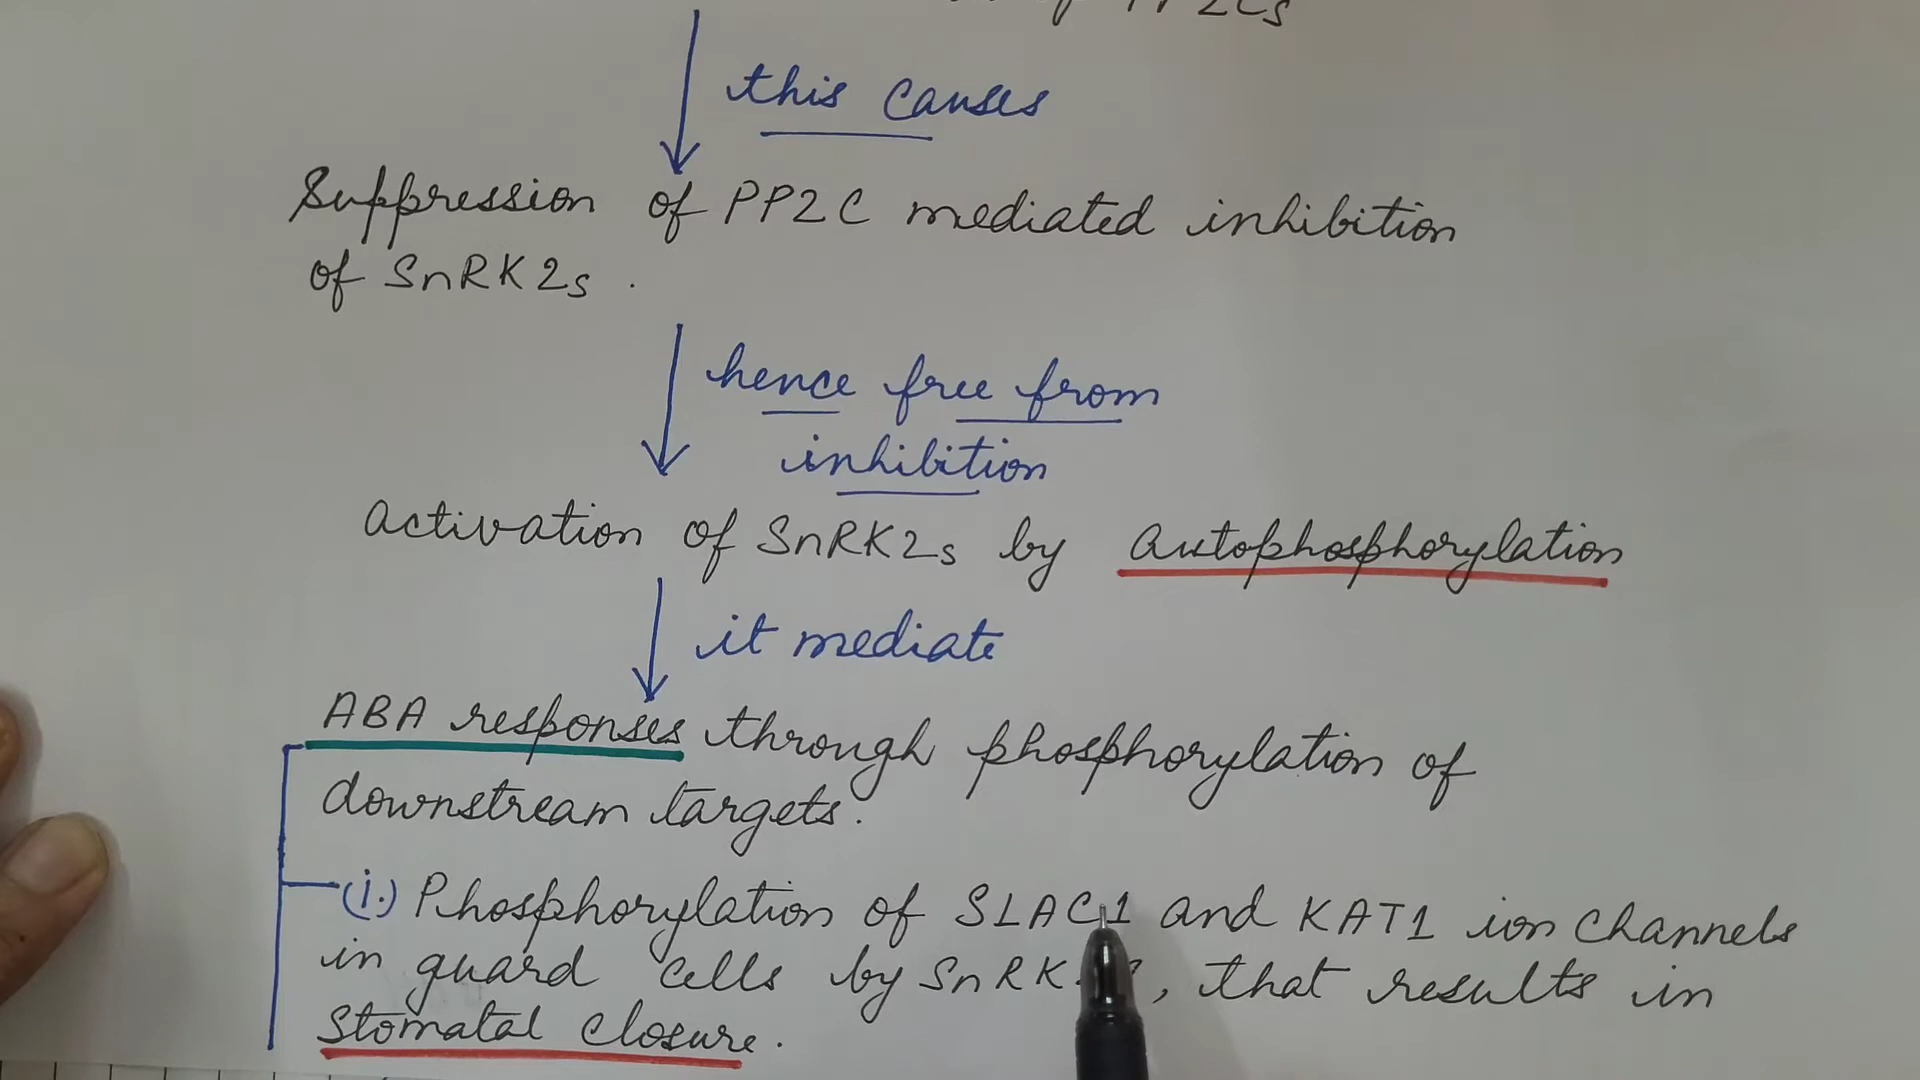 PP2Cs
this causes
Suppression of PP2C mediated inhibition
of SnRK2s.
hence free from
inhibition
activation of SnRK2s by autophosphorylation
it mediate
ABA responses through phosphorylation of
downstream targets.
(i.) Phosphorylation of SLAC1 and KAT1 ion channels
in guard cells by SnRK , that results in
Stomatal closure.